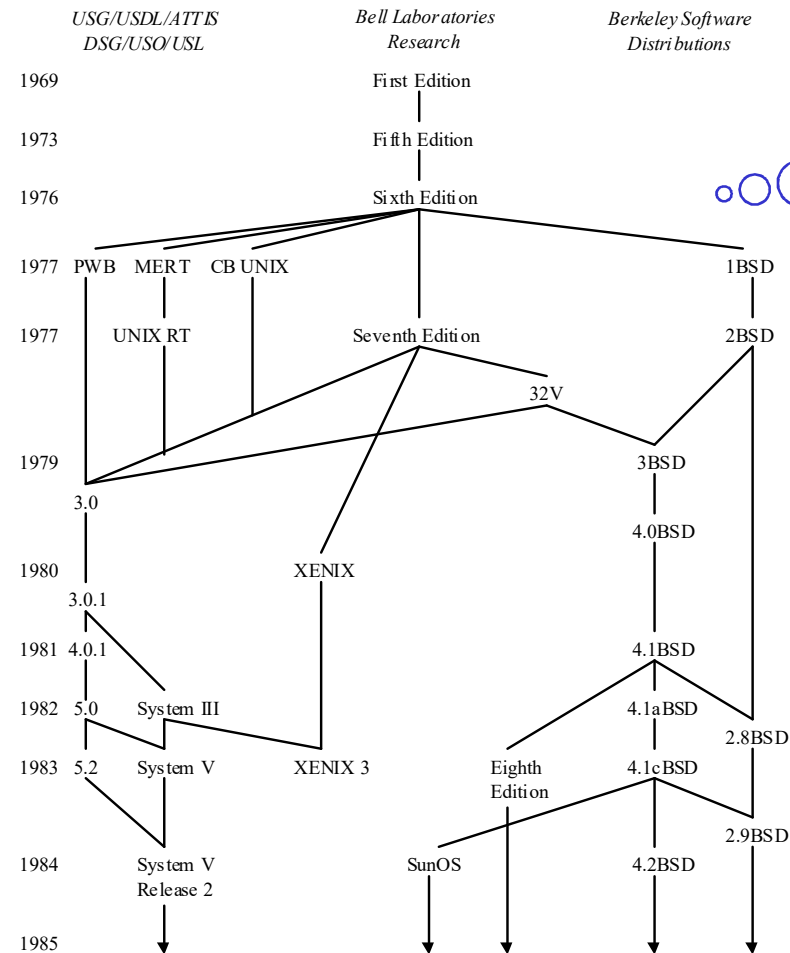 USG/USDL/ATTIS Bell Laboratories Berkeley Software
DSG/USO/USL Research Distributions
1969 First Edition
1973 Fifth Edition
1976 Sixth Edition
1977 PWB MERT CB UNIX 1BSD
1977 UNIX RT Seventh Edition 2BSD
32V
1979 3BSD
3.0
4.0BSD
1980 XENIX
3.0.1
1981 4.0.1 4.1BSD
1982 5.0 System III 4.1aBSD
2.8BSD
1983 5.2 System V XENIX 3 Eighth 4.1cBSD
Edition
2.9BSD
1984 System V SunOS 4.2BSD
Release 2
1985